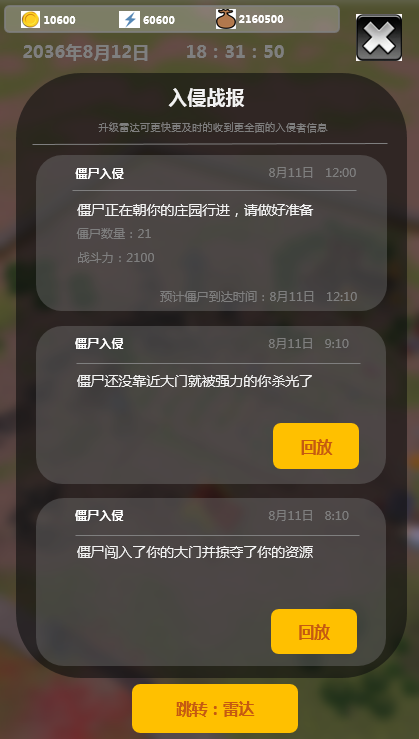 10600 60600 2160500
2036年8月12日 18：31：50
入侵战报
升级雷达可更快更及时的收到更全面的入侵者信息
僵尸入侵 8月11日 12:00
僵尸正在朝你的庄园行进，请做好准备
僵尸数量：21
战斗力：2100
预计僵尸到达时间：8月11日 12:10
僵尸入侵 8月11日 9:10
僵尸还没靠近大门就被强力的你杀光了
回放
僵尸入侵 8月11日 8:10
僵尸闯入了你的大门并掠夺了你的资源
回放
跳转：雷达